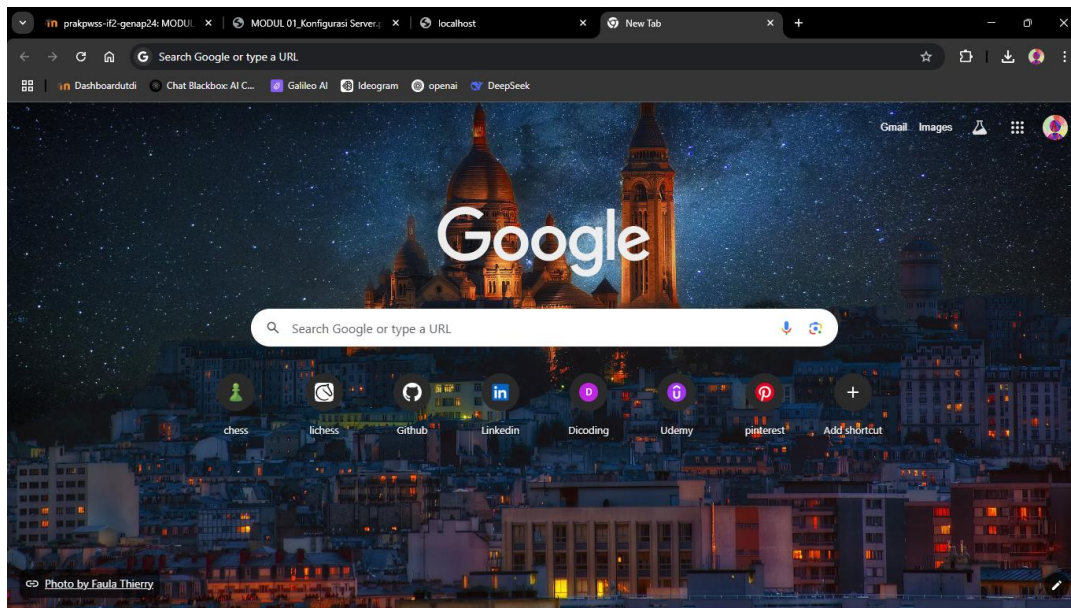 prakpwss-if2-genap24: MODUL
MODUL 01_Konfigurasi Server.p
localhost
New Tab
Search Google or type a URL
Dashboardutdi
Chat Blackbox: AI C...
Galileo AI
Ideogram
openai
DeepSeek
Gmail
Images
Google
Search Google or type a URL
chess
lichess
Github
Linkedin
Dicoding
Udemy
pinterest
Add shortcut
Photo by Faula Thierry